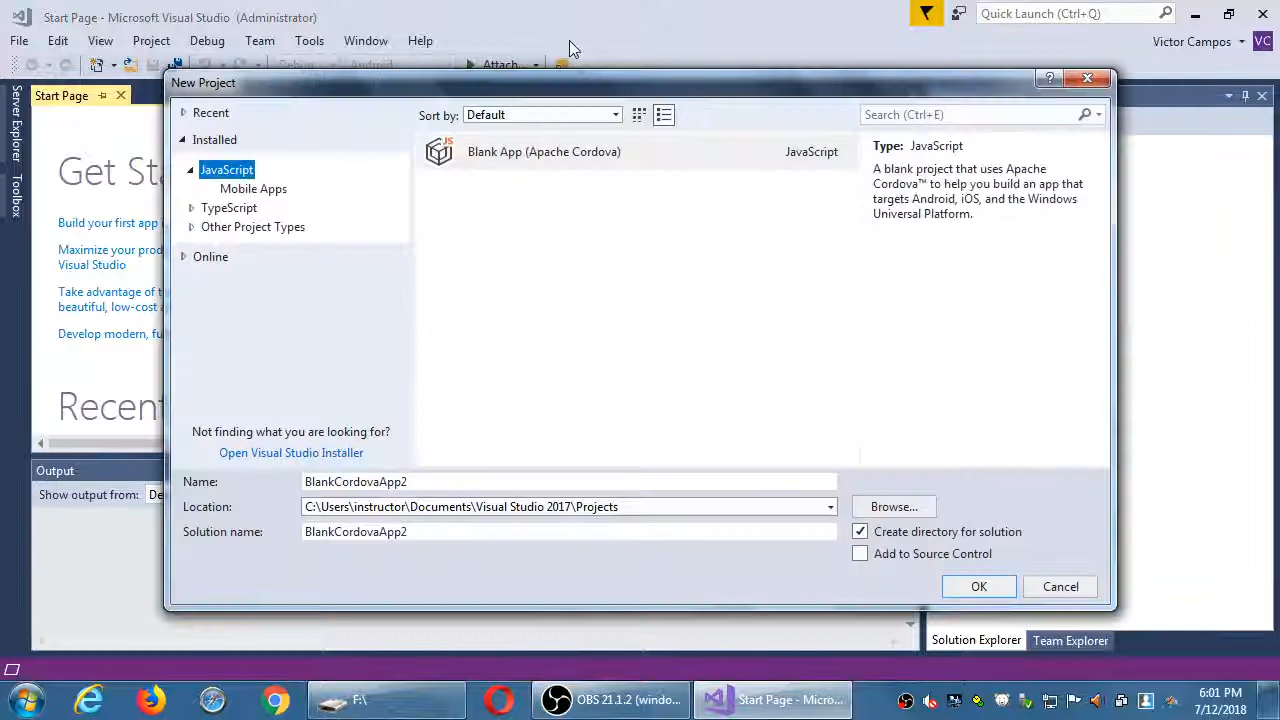 Start Page - Microsoft Visual Studio (Administrator)
Quick Launch (Ctrl+Q)
File Edit View Project Debug Team Tools Window Help
Victor Campos VC
Debug Android Attach...
New Project
Start Page
Server Explorer
Toolbox
Recent
Installed
JavaScript
Mobile Apps
TypeScript
Other Project Types
Online
Not finding what you are looking for?
Open Visual Studio Installer
Sort by: Default
Blank App (Apache Cordova) JavaScript
JS
Search (Ctrl+E)
Type: JavaScript
A blank project that uses Apache
Cordova™ to help you build an app that
targets Android, iOS, and the Windows
Universal Platform.
Get Sta
Build your first app
Maximize your prod
Visual Studio
Take advantage of t
beautiful, low-cost
Develop modern, fu
Recent
Output
Show output from: De
Name: BlankCordovaApp2
Location: C:\Users\instructor\Documents\Visual Studio 2017\Projects
Browse...
Solution name: BlankCordovaApp2
Create directory for solution
Add to Source Control
OK Cancel
Solution Explorer Team Explorer
F:\
OBS 21.1.2 (windo...
Start Page - Micro...
6:01 PM
7/12/2018